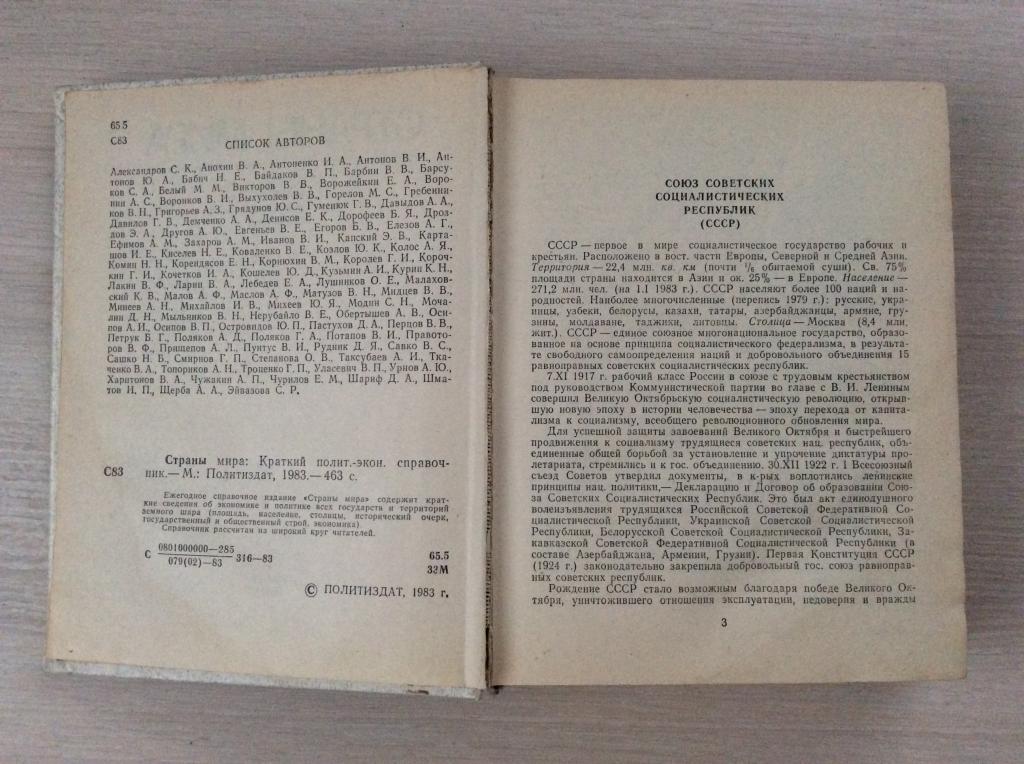 65 5
С83
СПИСОК АВТОРОВ
Александров С. К., Анохин В. А., Антоненко И. А., Антонов В. И., Ан-
тонов Ю. А., Бабич И. Е., Байдаков В. П., Барбин В. В., Барсу-
ков С. А., Белый М. М., Викторов В. В., Ворожейкин Е. А., Воро-
нин А. С., Воронков В. И., Выхухолев В. В., Горелов М. С., Гребенни-
ков В. Н., Григорьев А. З., Грядунов Ю. С., Гуменюк Г. В., Давыдов А. А.,
Давилов Г. В., Демченко А. А., Денисов Е. К., Дорофеев Б. Я., Дроз-
дов Э. А., Другов А. Ю., Евгеньев В. Е., Егоров Б. В., Елезов А. Г.,
Ефимов А. М., Захаров А. М., Иванов В. И., Капский Э. В., Карта-
шов И. Е., Киселев Н. Е., Коваленко В. Е., Козлов Ю. К., Колос А. Я.,
Комин Н. Н., Корендясов Е. Н., Корнюхин В. М., Королев Г. И., Короч-
кин Г. И., Кочетков И. А., Кошелев Ю. Д., Кузьмин А. И., Курин К. Н.,
Лакин В. Ф., Ларин В. А., Лебедев Е. А., Лушников О. Е., Малахов-
ский К. В., Малов А. Ф., Маслов А. Ф., Матузов В. Н., Мидцев В. В.,
Минеев А. Н., Михайлов И. В., Михеев Ю. Я., Модин С. Н., Моча-
лин Д. Н., Мыльников В. Н., Нерубайло В. Е., Обертышев А. В., Оси-
пов А. И., Осипов В. П., Островидов Ю. П., Пастухов Д. А., Перцов В. В.,
Петрук Б. Г., Поляков А. Д., Поляков Г. А., Потапов В. И., Правото-
ров В. Ф., Прищепов А. Л., Пунтус В. И., Рудник Д. Я., Савко В. С.,
Сашко Н. В., Смирнов Г. П., Степанова О. В., Таксубаев А. И., Тка-
ченко В. А., Топориков А. Н., Троценко Г. П., Уласевич В. П., Урнов А. Ю.,
Харитонов В. А., Чужакин А. П., Чурилов Е. М., Шариф Д. А., Шма-
тов Н. П., Щерба А. А., Эйвазова С. Р.
Страны мира: Краткий полит.-экон. справоч-
С83 ник.— М.: Политиздат, 1983.— 463 с.
Ежегодное справочное издание «Страны мира» содержит крат-
кие сведения об экономике и политике всех государств и территорий
земного шара (площадь, население, столицы, исторический очерк,
государственный и общественный строй, экономика).
Справочник рассчитан на широкий круг читателей.
С 0801000000—285
079(02)—83 316—83
65.5
33М
© ПОЛИТИЗДАТ, 1983 г.
СОЮЗ СОВЕТСКИХ
СОЦИАЛИСТИЧЕСКИХ
РЕСПУБЛИК
(СССР)
СССР — первое в мире социалистическое государство рабочих и
крестьян. Расположено в вост. части Европы, Северной и Средней Азии.
Территория — 22,4 млн. кв. км (почти 1/6 обитаемой суши). Св. 75%
площади страны находится в Азии и ок. 25% — в Европе. Население —
271,2 млн. чел. (на 1.1 1983 г.). СССР населяют более 100 наций и на-
родностей. Наиболее многочисленные (перепись 1979 г.): русские, укра-
инцы, узбеки, белорусы, казахи, татары, азербайджанцы, армяне, гру-
зины, молдаване, таджики, литовцы. Столица — Москва (8,4 млн.
жит.). СССР — единое союзное многонациональное государство, образо-
ванное на основе принципа социалистического федерализма, в результа-
те свободного самоопределения наций и добровольного объединения 15
равноправных советских социалистических республик.
7.XI 1917 г. рабочий класс России в союзе с трудовым крестьянством
под руководством Коммунистической партии во главе с В. И. Лениным
совершил Великую Октябрьскую социалистическую революцию, открыв-
шую новую эпоху в истории человечества — эпоху перехода от капита-
лизма к социализму, всеобщего революционного обновления мира.
Для успешной защиты завоеваний Великого Октября и быстрейшего
продвижения к социализму трудящиеся советских нац. республик, объ-
единенные общей борьбой за установление и упрочение диктатуры про-
летариата, стремились и к гос. объединению. 30.XII 1922 г. I Всесоюзный
съезд Советов утвердил документы, в к-рых воплотились ленинские
принципы нац. политики,— Декларацию и Договор об образовании Сою-
за Советских Социалистических Республик. Это был акт единодушного
волеизъявления трудящихся Российской Советской Федеративной Со-
циалистической Республики, Украинской Советской Социалистической
Республики, Белорусской Советской Социалистической Республики, За-
кавказской Советской Федеративной Социалистической Республики (в
составе Азербайджана, Армении, Грузии). Первая Конституция СССР
(1924 г.) законодательно закрепила добровольный гос. союз равноправ-
ных советских республик.
Рождение СССР стало возможным благодаря победе Великого Ок-
тября, уничтожившего отношения эксплуатации, недоверия и вражды
3